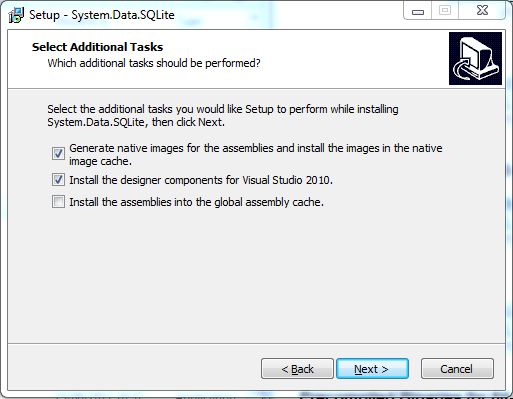 Setup - System.Data.SQLite
Select Additional Tasks
Which additional tasks should be performed?
Select the additional tasks you would like Setup to perform while installing
System.Data.SQLite, then click Next.
Generate native images for the assemblies and install the images in the native
image cache.
Install the designer components for Visual Studio 2010.
Install the assemblies into the global assembly cache.
< Back
Next >
Cancel